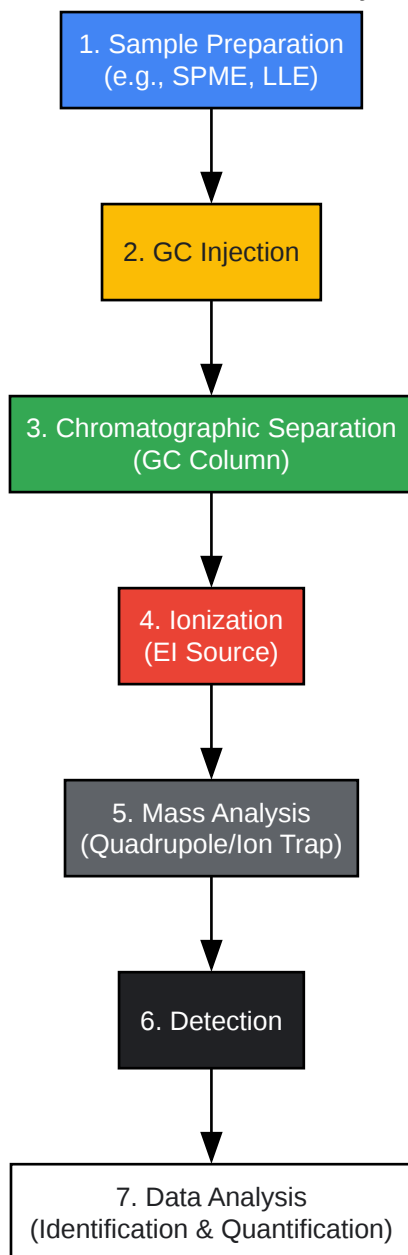 1. Sample Preparation
(e.g., SPME, LLE)
2. GC Injection
3. Chromatographic Separation
(GC Column)
4. Ionization
(EI Source)
5. Mass Analysis
(Quadrupole/Ion Trap)
6. Detection
7. Data Analysis
(Identification & Quantification)